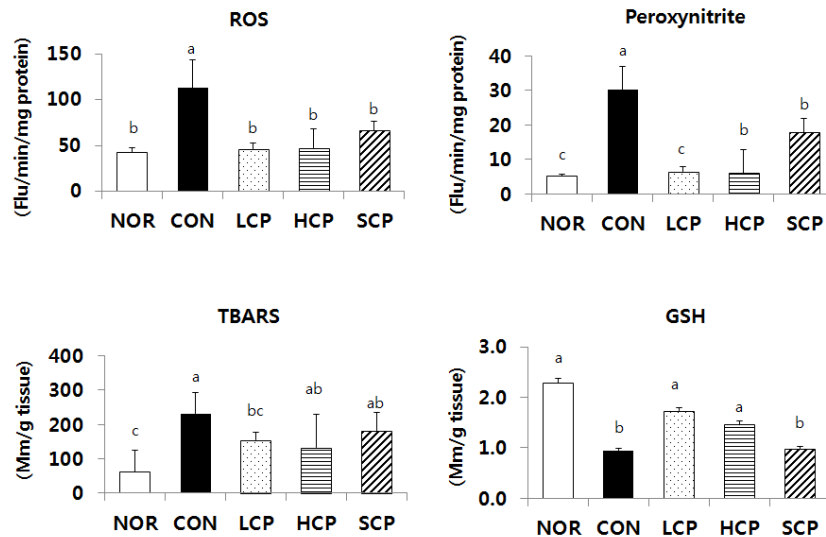 ROS
(Flu/min/mg protein)
150
100
50
0
b
a
b
b
b
NOR CON LCP HCP SCP
Peroxynitrite
(Flu/min/mg protein)
40
30
20
10
0
c
a
c
b
b
NOR CON LCP HCP SCP
TBARS
(Mm/g tissue)
400
300
200
100
0
c
a
bc
ab
ab
NOR CON LCP HCP SCP
GSH
(Mm/g tissue)
3.0
2.0
1.0
0.0
a
b
a
a
b
NOR CON LCP HCP SCP